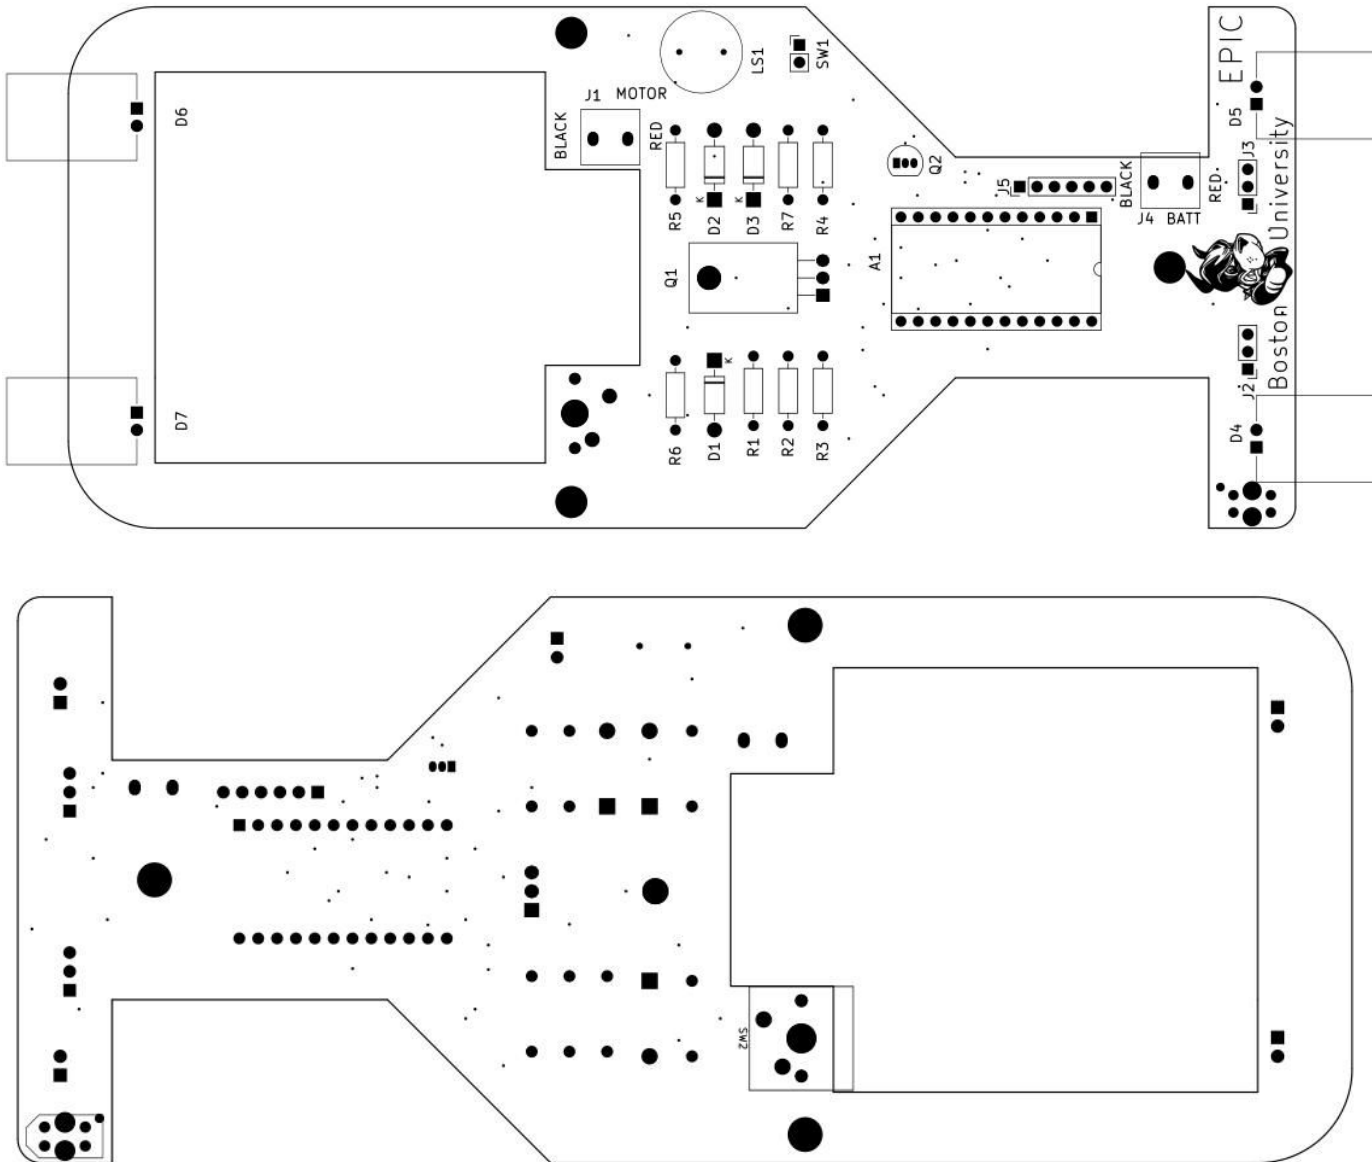 LS1
SW1
EPIC
J1 MOTOR
BLACK
RED
D6
D5
J3
Q2
J5
BLACK
RED
J4 BATT
K
K
R5
D2
D3
R7
R4
Q1
A1
Boston University
K
J2
D7
R6
D1
R1
R2
R3
D4
SW2